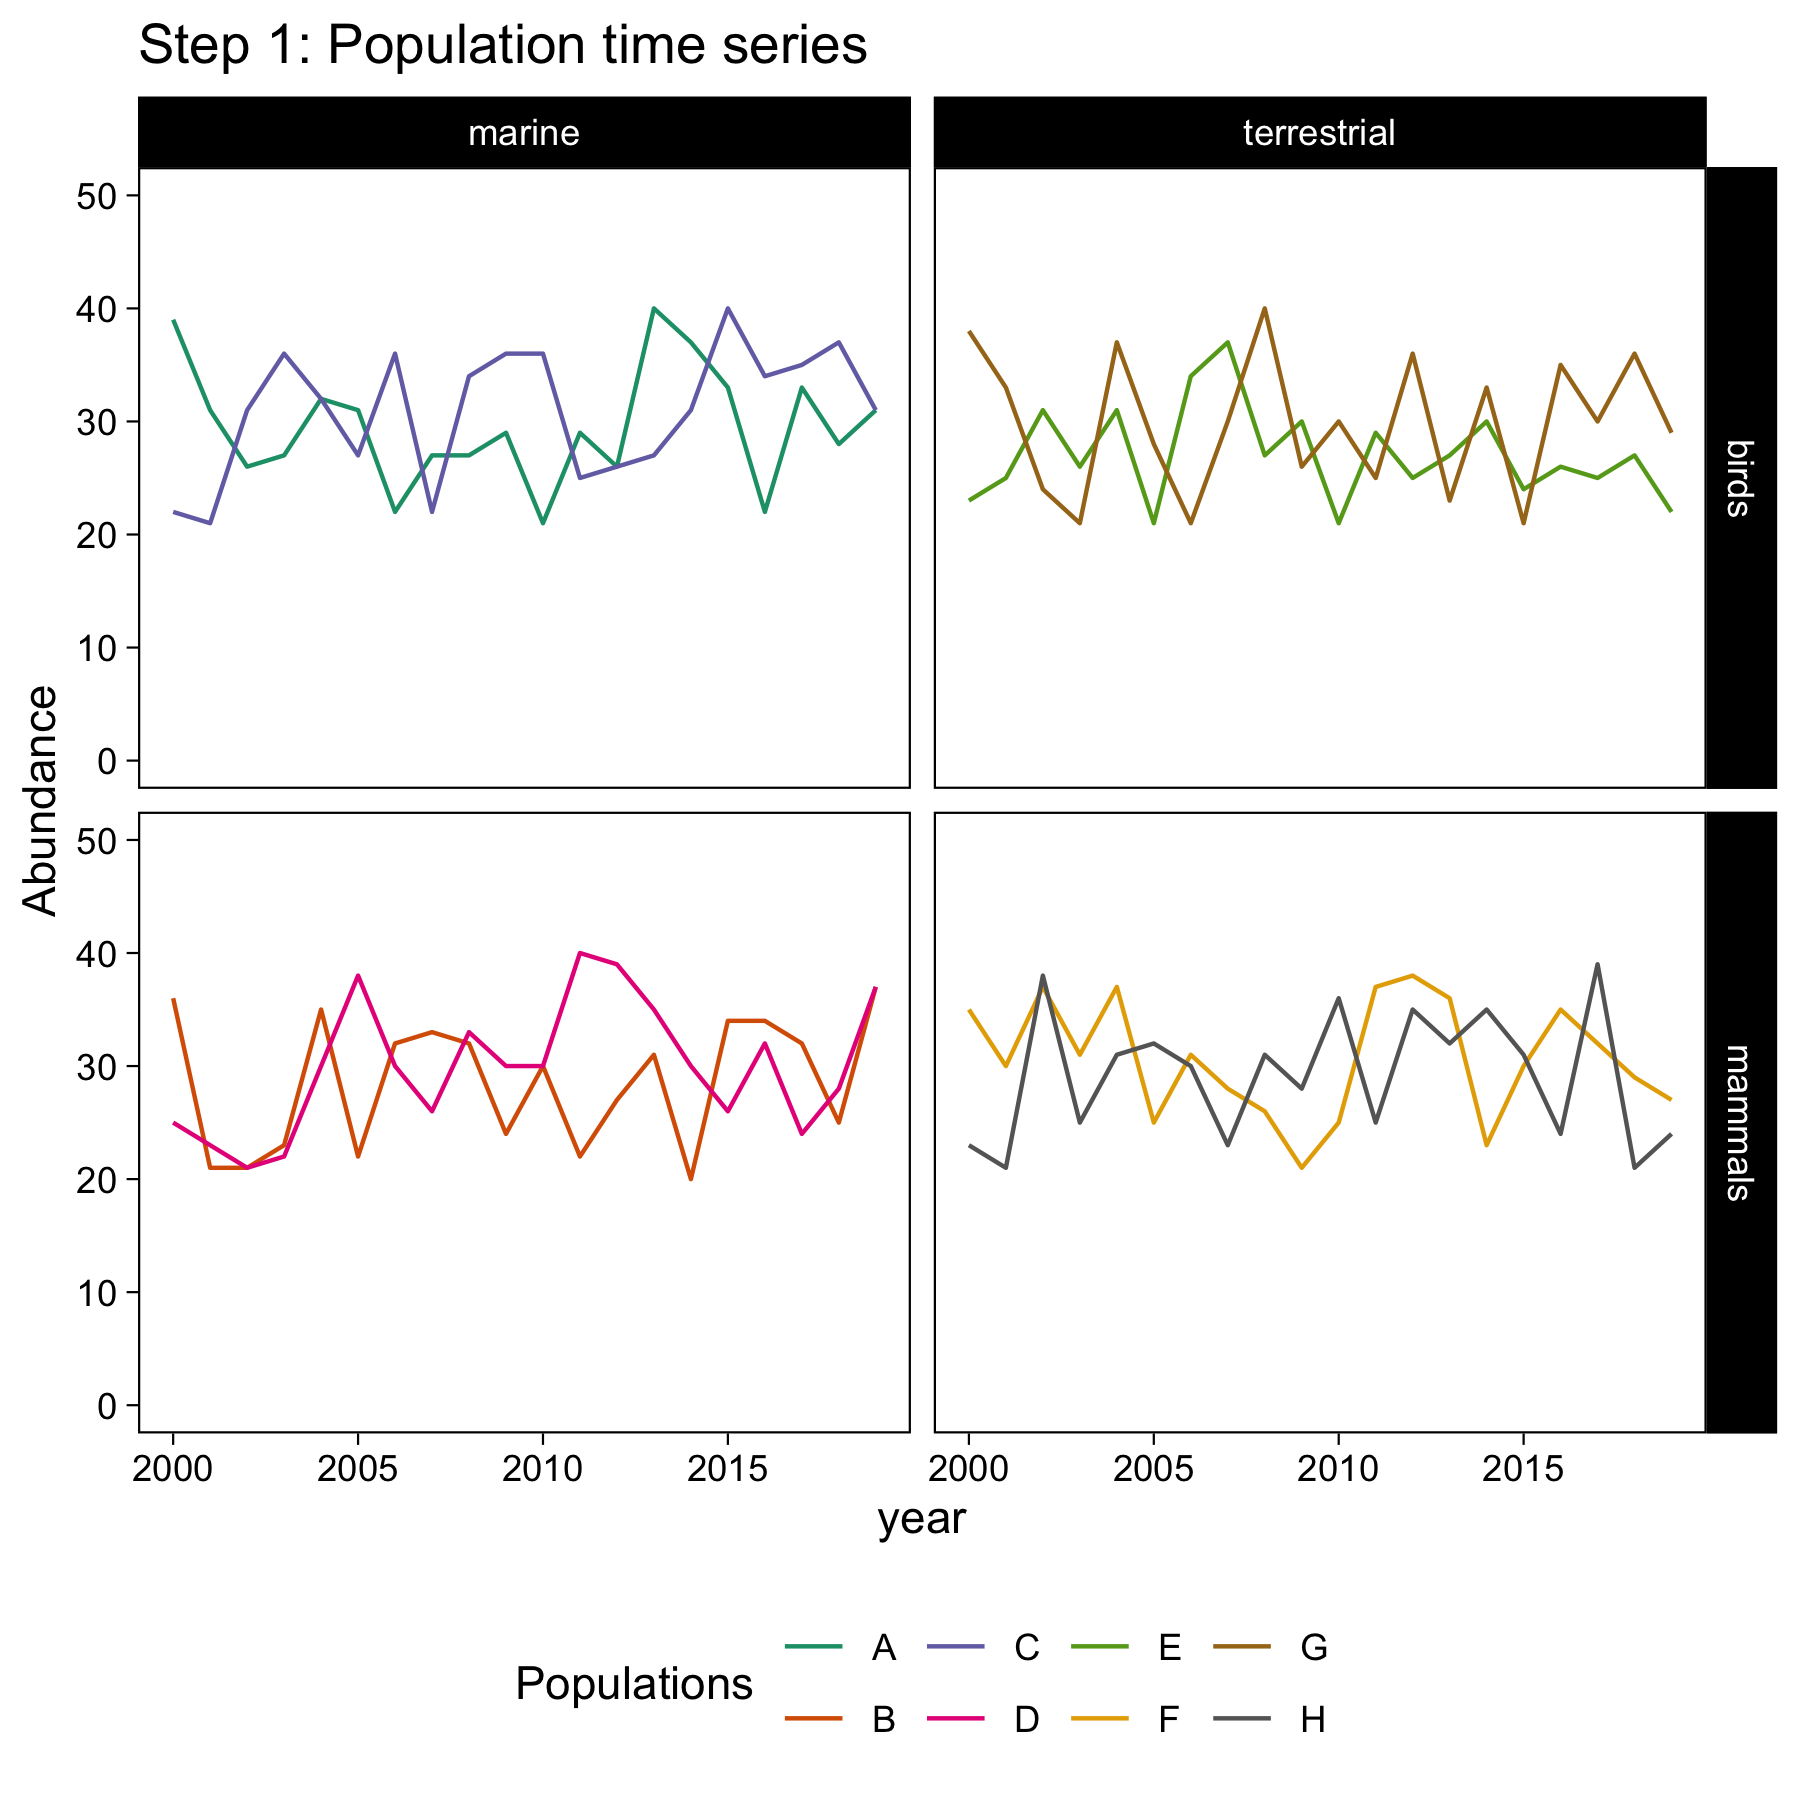 Step 1: Population time series
marine
terrestrial
50
40
30
20
10
0
birds
Abundance
50
40
30
20
10
0
mammals
2000 2005 2010 2015
2000 2005 2010 2015
year
Populations
A C E G
B D F H